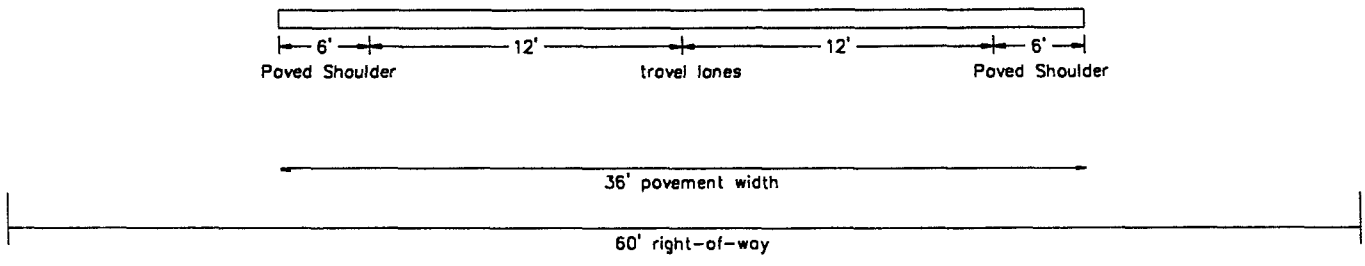 6' 12' 12' 6'
Paved Shoulder travel lanes Paved Shoulder
36' pavement width
60' right-of-way